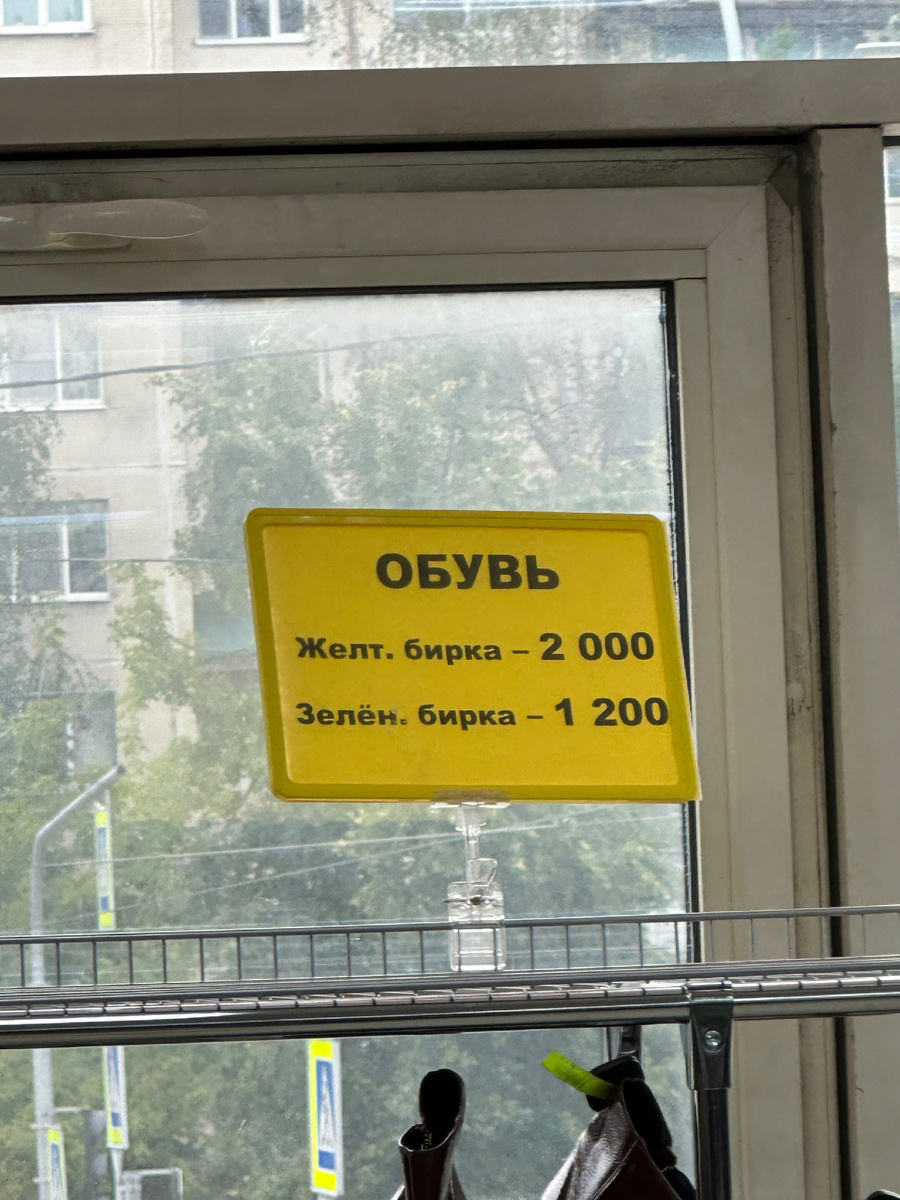 ОБУВЬ
Желт. бирка – 2 000
Зелён. бирка – 1 200